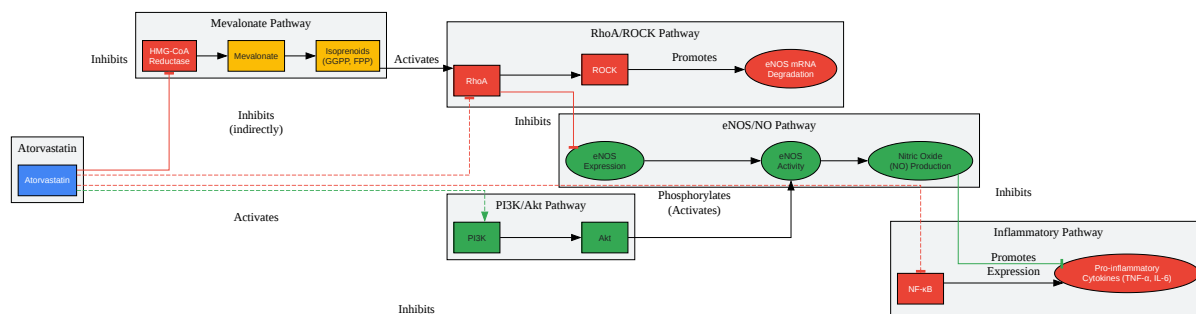 Mevalonate Pathway
Inhibits
HMG-CoA
Reductase
Mevalonate
Isoprenoids
(GGPP, FPP)
Activates
RhoA/ROCK Pathway
RhoA
ROCK
Promotes
eNOS mRNA
Degradation
Inhibits
(indirectly)
Inhibits
eNOS/NO Pathway
eNOS
Expression
eNOS
Activity
Nitric Oxide
(NO) Production
Atorvastatin
Atorvastatin
Activates
PI3K/Akt Pathway
PI3K
Akt
Phosphorylates
(Activates)
Inhibits
Inflammatory Pathway
NF-κB
Promotes
Expression
Pro-inflammatory
Cytokines (TNF-α, IL-6)
Inhibits